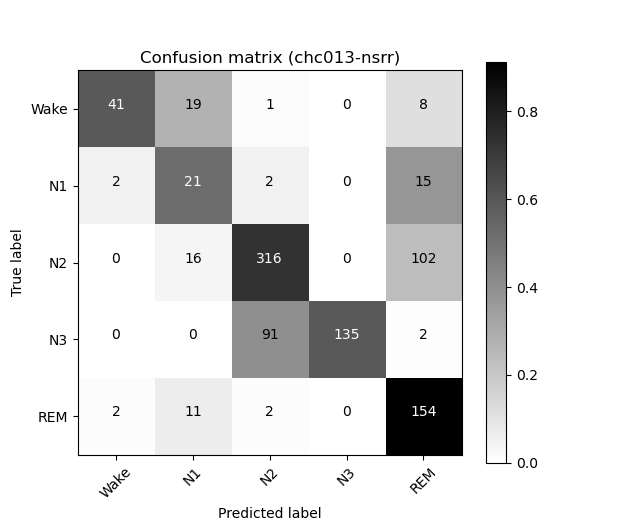 Confusion matrix (chc013-nsrr)
True label
Wake 41 19 1 0 8
N1 2 21 2 0 15
N2 0 16 316 0 102
N3 0 0 91 135 2
REM 2 11 2 0 154
Wake N1 N2 N3 REM
Predicted label
0.8
0.6
0.4
0.2
0.0